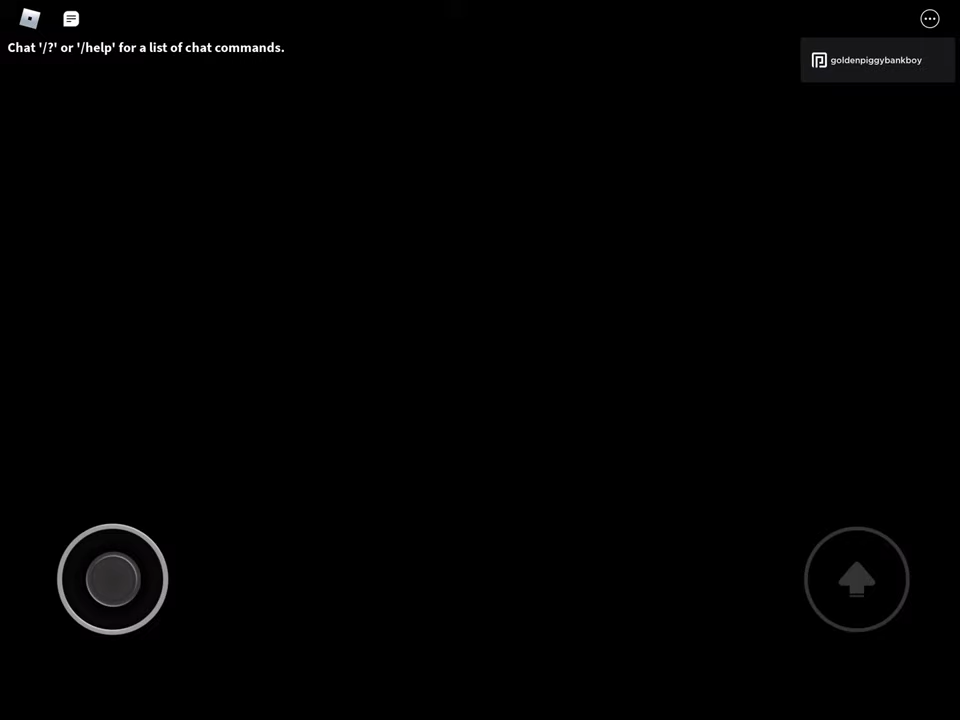 Chat '/?' or '/help' for a list of chat commands.
goldenpiggybankboy